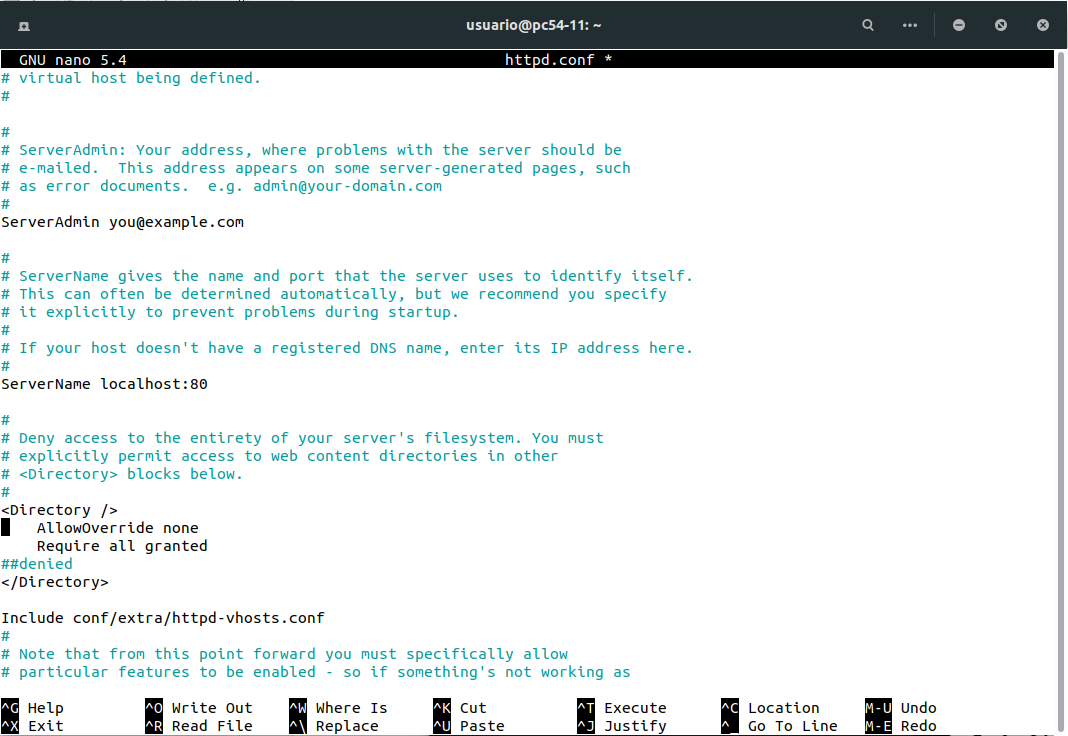 usuario@pc54-11: ~
GNU nano 5.4 httpd.conf *
# virtual host being defined.
#
#
# ServerAdmin: Your address, where problems with the server should be
# e-mailed.  This address appears on some server-generated pages, such
# as error documents.  e.g. admin@your-domain.com
#
ServerAdmin you@example.com
#
# ServerName gives the name and port that the server uses to identify itself.
# This can often be determined automatically, but we recommend you specify
# it explicitly to prevent problems during startup.
#
# If your host doesn't have a registered DNS name, enter its IP address here.
#
ServerName localhost:80
#
# Deny access to the entirety of your server's filesystem. You must
# explicitly permit access to web content directories in other
# <Directory> blocks below.
#
<Directory />
    AllowOverride none
    Require all granted
##denied
</Directory>
Include conf/extra/httpd-vhosts.conf
#
# Note that from this point forward you must specifically allow
# particular features to be enabled - so if something's not working as
^G Help ^O Write Out ^W Where Is ^K Cut ^T Execute ^C Location M-U Undo
^X Exit ^R Read File ^\ Replace ^U Paste ^J Justify ^_ Go To Line M-E Redo